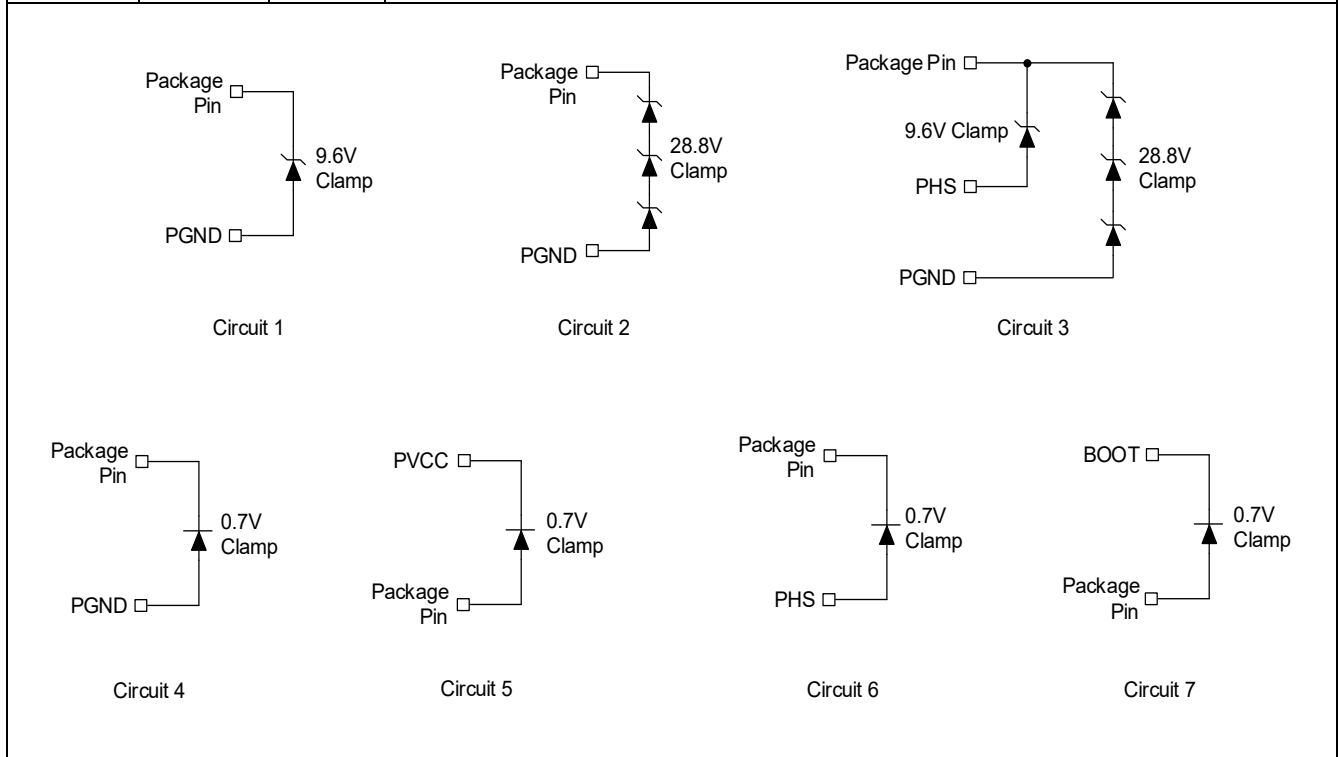 Package
Pin
9.6V
Clamp
PGND
Circuit 1
Package
Pin
28.8V
Clamp
PGND
Circuit 2
Package Pin
9.6V Clamp
PHS
28.8V
Clamp
PGND
Circuit 3
Package
Pin
0.7V
Clamp
PGND
Circuit 4
PVCC
0.7V
Clamp
Package
Pin
Circuit 5
Package
Pin
0.7V
Clamp
PHS
Circuit 6
BOOT
0.7V
Clamp
Package
Pin
Circuit 7